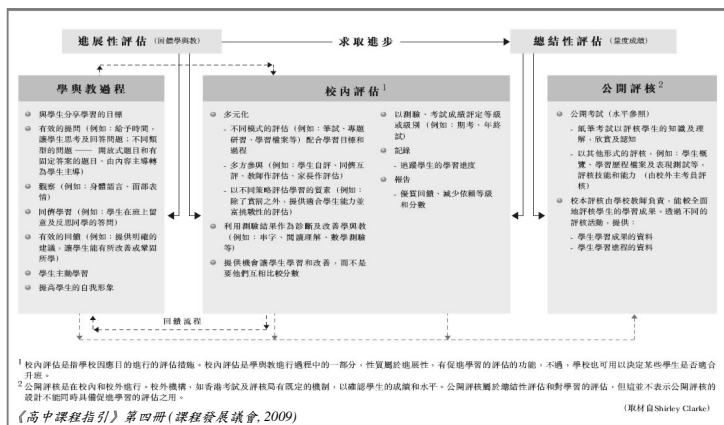 進展性評估 (回饋學與教)
求取進步
總結性評估 (量度成績)
學與教過程
與學生分享學習的目標
有效的提問 (例如：給予時間，
讓學生思考及回答問題；不同類
型的問題 —— 開放式題目和有
固定答案的題目，由內容主導轉
為學生主導)
觀察 (例如：身體語言、面部表
情)
同儕學習 (例如：學生在班上留
意及反思同學的答問)
有效的回饋 (例如：提供明確的
建議，讓學生能有所改善或鞏固
所學)
學生主動學習
提高學生的自我形象
校內評估1
多元化
- 不同模式的評估 (例如：筆試、專題
研習、學習檔案等) 配合學習目標和
過程
- 多方參與 (例如：學生自評、同儕互
評、教師作評估、家長作評估)
- 以不同策略評估學習的質素 (例如：
除了賞識之外，提供適合學生能力並
富挑戰性的評估)
利用測驗結果作為診斷及改善學與教
(例如：串字、閱讀理解、數學測驗
等)
提供機會讓學生學習和改善，而不是
要他們互相比較分數
以測驗、考試成績評定等級
或級別 (例如：期考、年終
試)
記錄
- 追蹤學生的學習進度
報告
- 優質回饋、減少依賴等級
和分數
公開評核2
公開考試 (水平參照)
- 紙筆考試以評核學生的知識及理
解，欣賞及認知
- 以其他形式的評核，例如：學生概
覽、學習歷程檔案及表現測試等，
評核技能和能力 (由校外主考員評
核)
校本評核由學校教師負責，能較全面
地評核學生的學習成果。透過不同的
評核活動，提供：
- 學生學習成果的資料
- 學生學習進程的資料
回饋流程
1 校內評估是指學校因應日的進行的評估措施。校內評估是學與教進行過程中的一部分，性質屬於進展性，有促進學習的評估的功能，不過，學校也可用以決定某些學生是否適合
升班。
2 公開評核是在校內和校外進行。校外機構，如香港考試及評核局有既定的機制，以確認學生的成績和水平。公開評核屬於總結性評估和對學習的評估，但這並不表示公開評核的
設計不能同時具備促進學習的評估之用。
(取材自Shirley Clarke)
《高中課程指引》第四冊(課程發展議會, 2009)